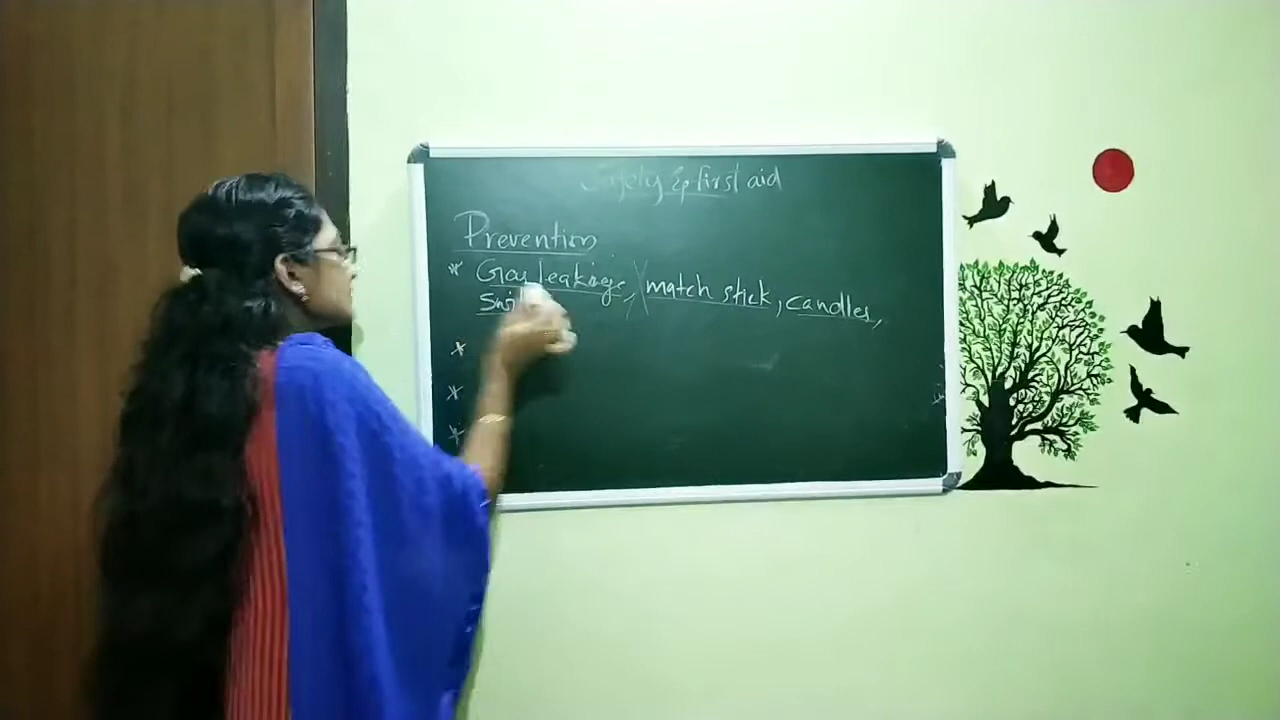 Safety & first aid
Prevention
* Gas leakage, X match stick, candles,
*
*
*